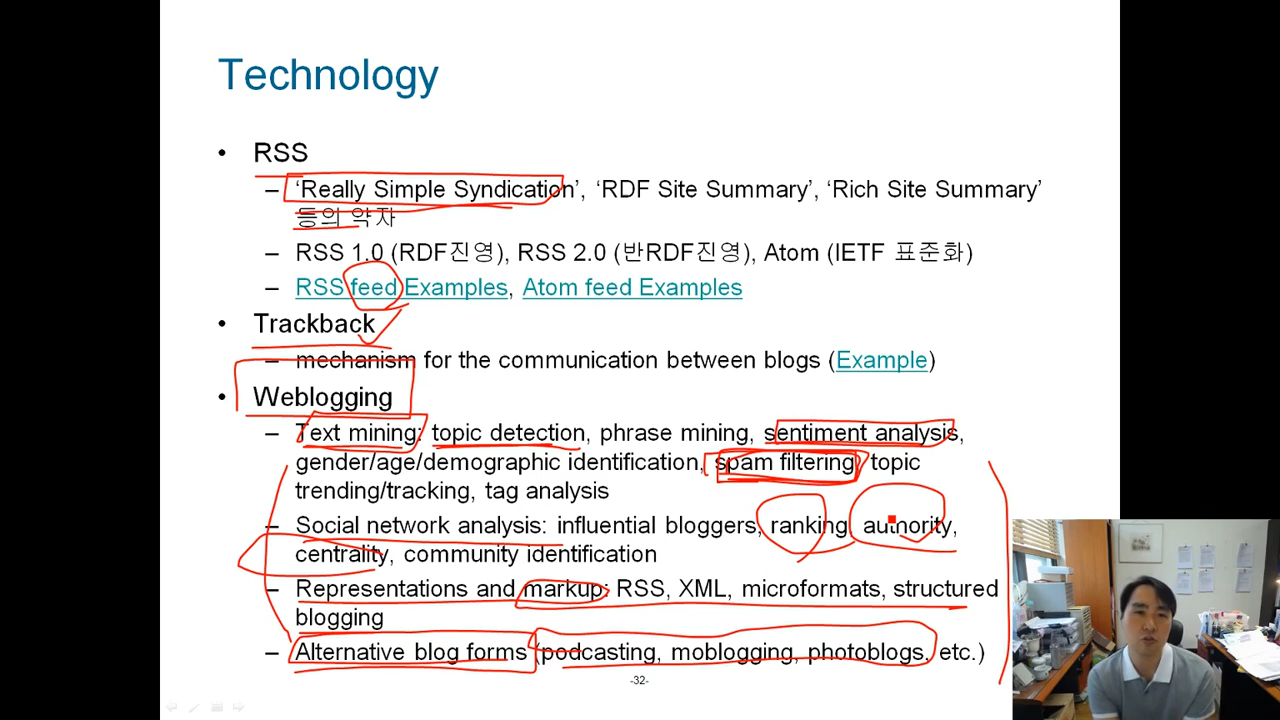 Technology
• RSS
– ‘Really Simple Syndication’, ‘RDF Site Summary’, ‘Rich Site Summary’
등의 약자
– RSS 1.0 (RDF진영), RSS 2.0 (반RDF진영), Atom (IETF 표준화)
– RSS feed Examples, Atom feed Examples
• Trackback
– mechanism for the communication between blogs (Example)
• Weblogging
– Text mining: topic detection, phrase mining, sentiment analysis,
gender/age/demographic identification, spam filtering, topic
trending/tracking, tag analysis
– Social network analysis: influential bloggers, ranking, authority,
centrality, community identification
– Representations and markup: RSS, XML, microformats, structured
blogging
– Alternative blog forms (podcasting, moblogging, photoblogs, etc.)
-32-